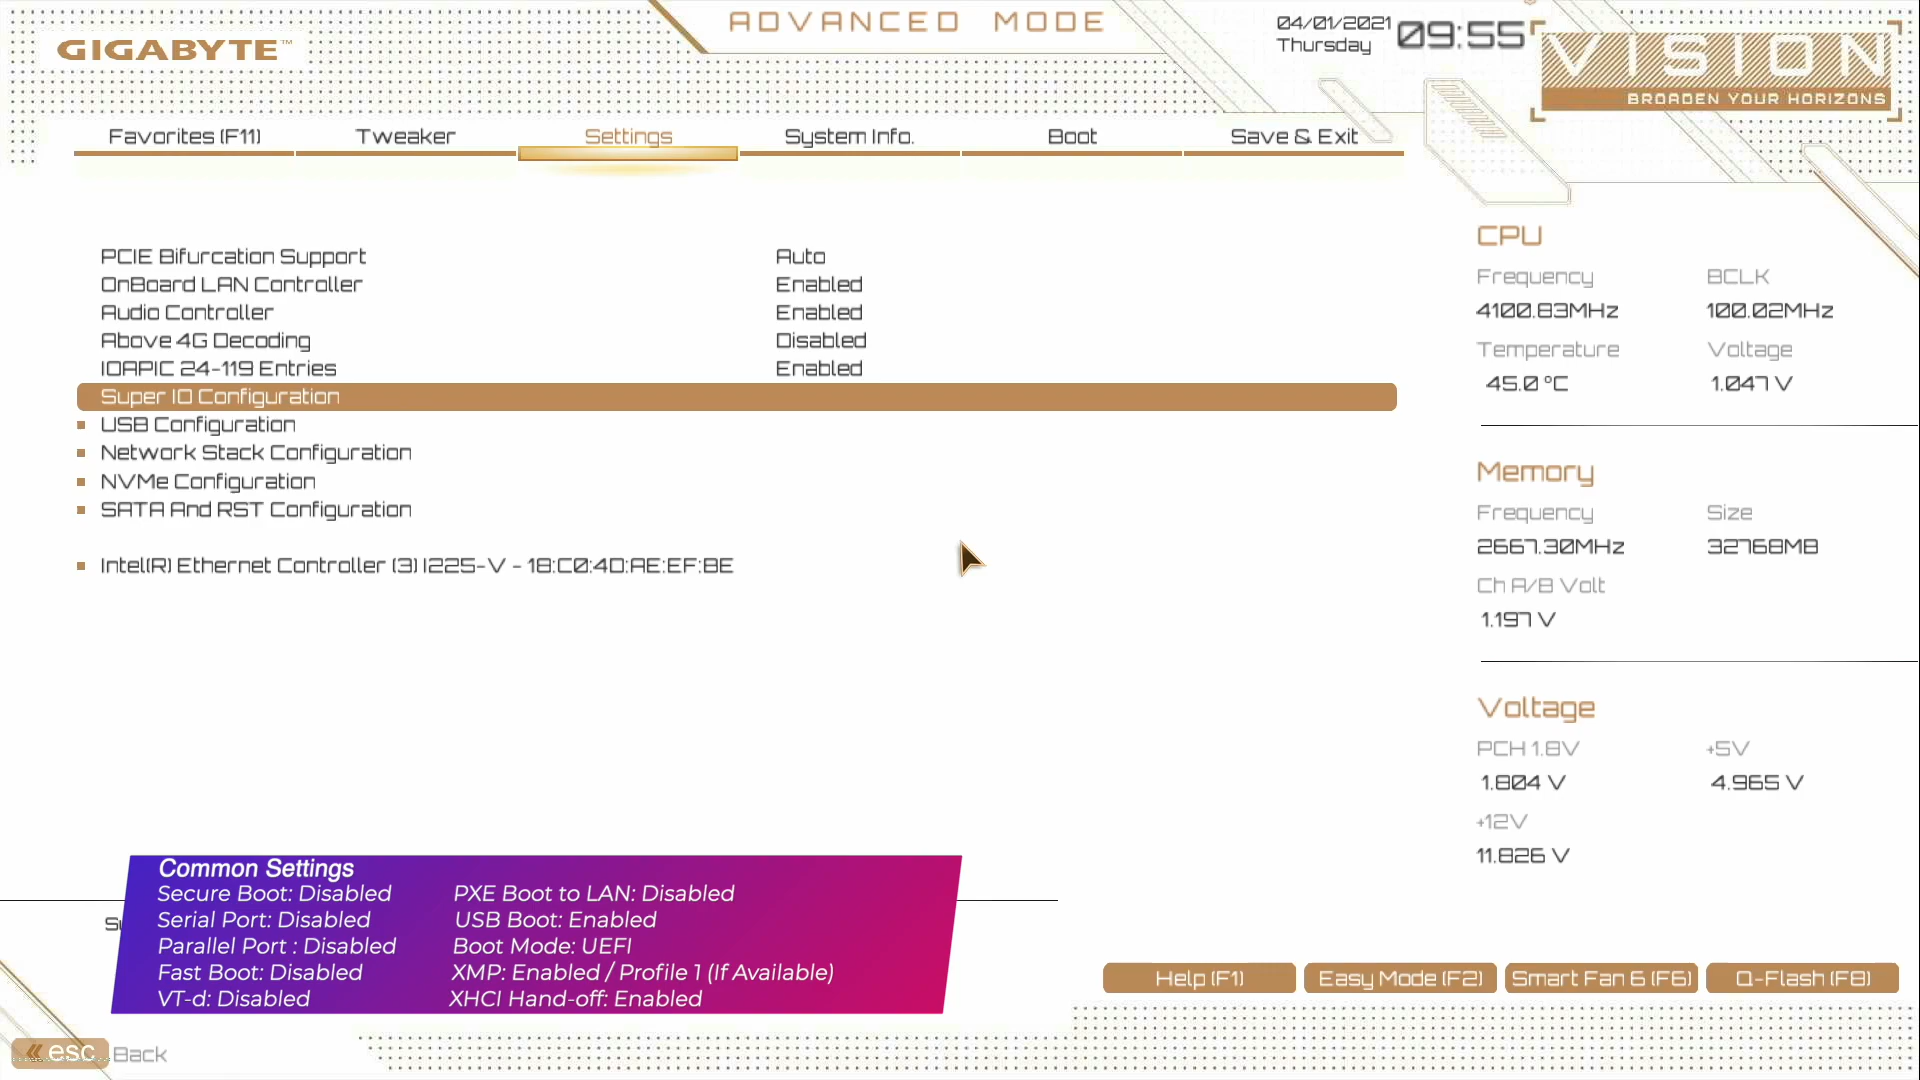 GIGABYTE™
ADVANCED MODE
04/01/2021
Thursday
09:55
VISION
BROADEN YOUR HORIZONS
Favorites (F11) Tweaker Settings System Info. Boot Save & Exit
PCIE Bifurcation Support Auto
OnBoard LAN Controller Enabled
Audio Controller Enabled
Above 4G Decoding Disabled
IOAPIC 24-119 Entries Enabled
Super IO Configuration
USB Configuration
Network Stack Configuration
NVMe Configuration
SATA And RST Configuration
Intel(R) Ethernet Controller (3) I225-V - 18:C0:4D:AE:EF:BE
CPU
Frequency BCLK
4100.83MHz 100.02MHz
Temperature Voltage
45.0 °C 1.047 V
Memory
Frequency Size
2667.30MHz 32768MB
Ch A/B Volt
1.197 V
Voltage
PCH 1.8V +5V
1.804 V 4.965 V
+12V
11.826 V
Common Settings
Secure Boot: Disabled PXE Boot to LAN: Disabled
Serial Port: Disabled USB Boot: Enabled
Parallel Port : Disabled Boot Mode: UEFI
Fast Boot: Disabled XMP: Enabled / Profile 1 (If Available)
VT-d: Disabled XHCI Hand-off: Enabled
Help (F1) Easy Mode (F2) Smart Fan 6 (F6) Q-Flash (F8)
esc Back